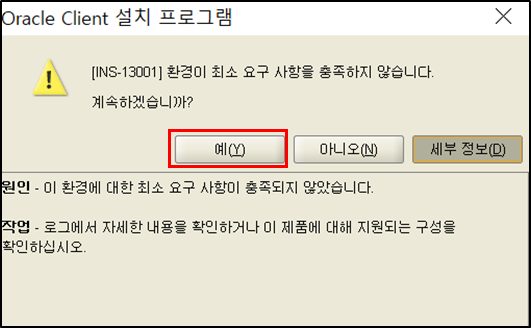 Oracle Client 설치 프로그램
[INS-13001] 환경이 최소 요구 사항을 충족하지 않습니다.
계속하겠습니까?
예(Y) 아니오(N) 세부 정보(D)
원인 - 이 환경에 대한 최소 요구 사항이 충족되지 않았습니다.
작업 - 로그에서 자세한 내용을 확인하거나 이 제품에 대해 지원되는 구성을
확인하십시오.